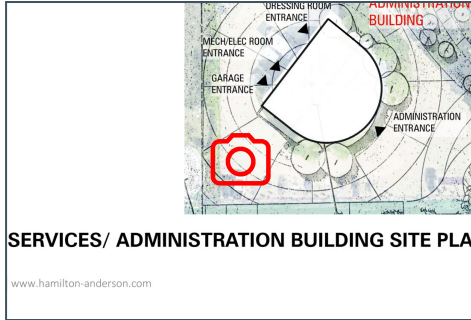 DRESSING ROOM
ENTRANCE
ADMINISTRATION
BUILDING
MECH/ELEC ROOM
ENTRANCE
GARAGE
ENTRANCE
ADMINISTRATION
ENTRANCE
SERVICES/ ADMINISTRATION BUILDING SITE PLA
www.hamilton-anderson.com